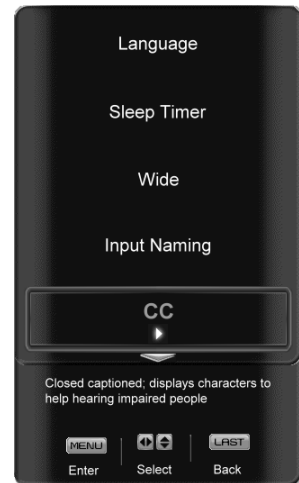 Language
Sleep Timer
Wide
Input Naming
CC
Closed captioned; displays characters to
help hearing impaired people
MENU LAST
Enter Select Back